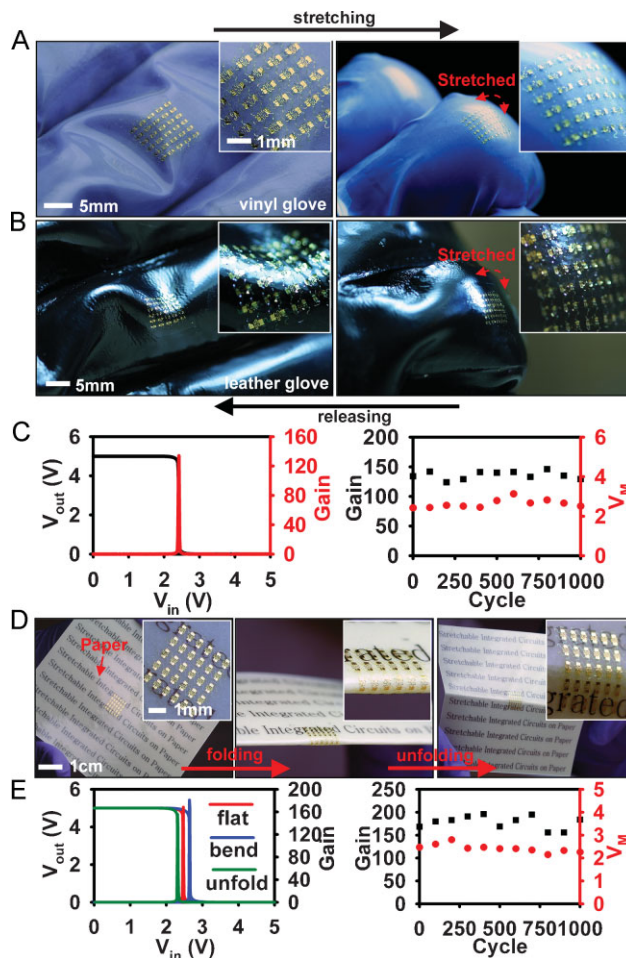 stretching
A
1mm
5mm
vinyl glove
Stretched
B
5mm
leather glove
Stretched
releasing
C
6
4
2
0
Vout (V)
0 1 2 3 4 5
Vin (V)
160
120
80
40
0
Gain
200
150
100
50
0
Gain
0 250 500 750 1000
Cycle
6
4
2
0
VM
D
Paper
1mm
1cm
Stretchable Integrated Circuits on Paper
folding
unfolding
E
6
4
2
0
Vout (V)
0 2 4
Vin (V)
flat
bend
unfold
200
160
120
80
40
0
Gain
250
200
150
100
50
0
Gain
0 250 500 750 1000
Cycle
5
4
3
2
1
0
VM